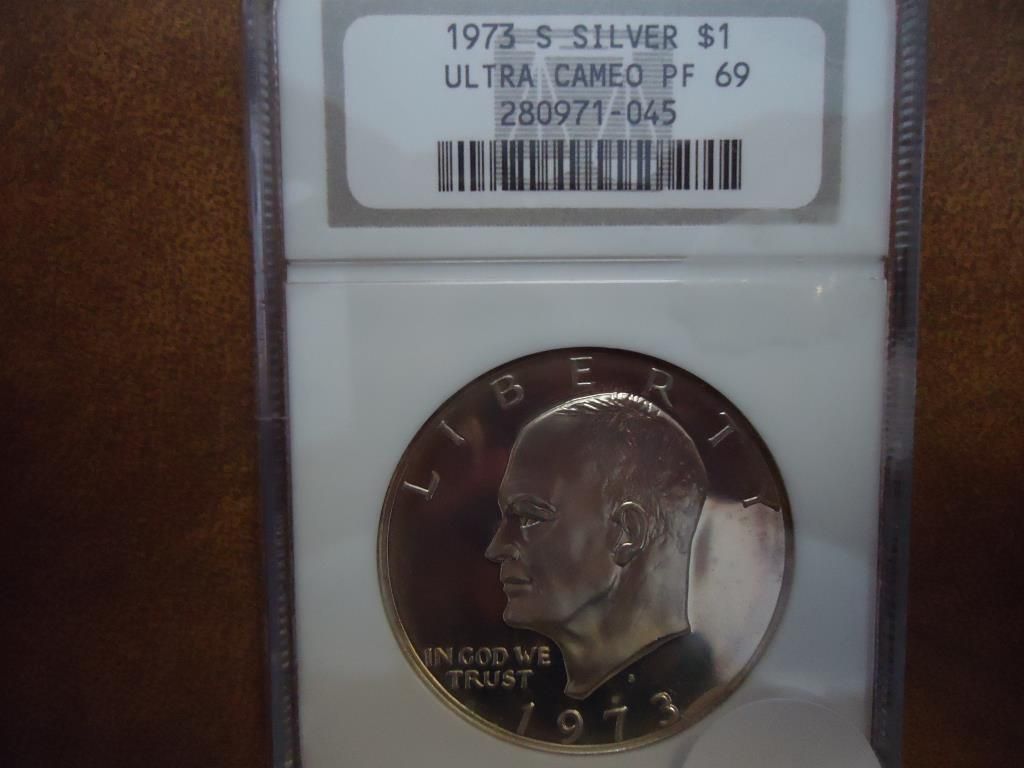 1973 S SILVER $1
ULTRA CAMEO PF 69
280971-045
LIBERTY
IN GOD WE
TRUST
S
1973